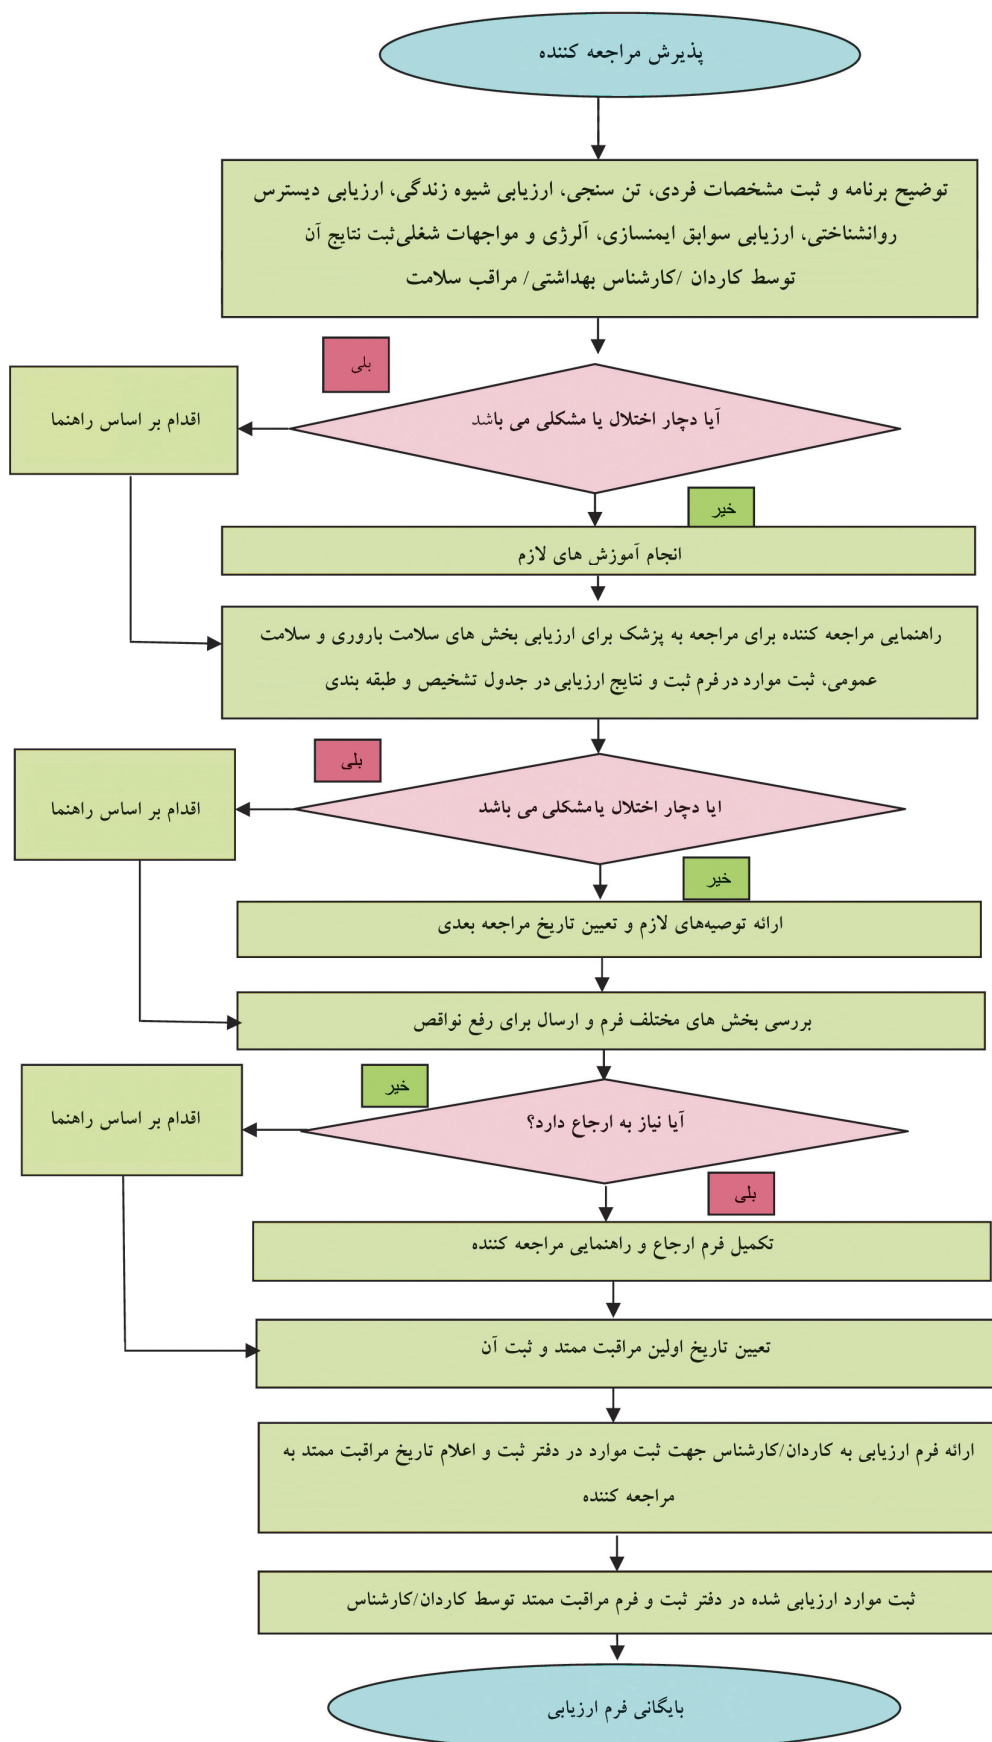 پذیرش مراجعه کننده
توضیح برنامه و ثبت مشخصات فردی، تن سنجی، ارزیابی شیوه زندگی، ارزیابی دیسترس
روانشناختی، ارزیابی سوابق ایمنسازی، آلرژی و مواجهات شغلی‌ثبت نتایج آن
توسط کاردان /کارشناس بهداشتی/ مراقب سلامت
بلی
آیا دچار اختلال یا مشکلی می باشد
اقدام بر اساس راهنما
خیر
انجام آموزش های لازم
راهنمایی مراجعه کننده برای مراجعه به پزشک برای ارزیابی بخش های سلامت باروری و سلامت
عمومی، ثبت موارد در فرم ثبت و نتایج ارزیابی در جدول تشخیص و طبقه بندی
بلی
ایا دچار اختلال یا مشکلی می باشد
اقدام بر اساس راهنما
خیر
ارائه توصیه‌های لازم و تعیین تاریخ مراجعه بعدی
بررسی بخش های مختلف فرم و ارسال برای رفع نواقص
خیر
آیا نیاز به ارجاع دارد؟
اقدام بر اساس راهنما
بلی
تکمیل فرم ارجاع و راهنمایی مراجعه کننده
تعیین تاریخ اولین مراقبت ممتد و ثبت آن
ارائه فرم ارزیابی به کاردان/کارشناس جهت ثبت موارد در دفتر ثبت و اعلام تاریخ مراقبت ممتد به
مراجعه کننده
ثبت موارد ارزیابی شده در دفتر ثبت و فرم مراقبت ممتد توسط کاردان/کارشناس
بایگانی فرم ارزیابی